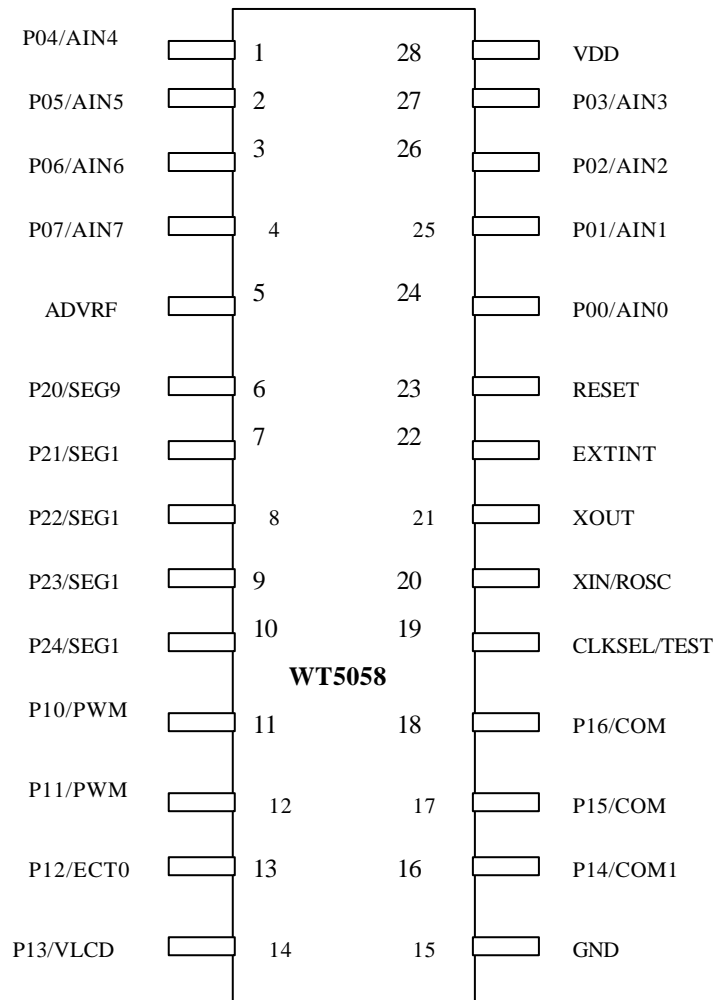 P04/AIN4 1 28 VDD
P05/AIN5 2 27 P03/AIN3
P06/AIN6 3 26 P02/AIN2
P07/AIN7 4 25 P01/AIN1
ADVRF 5 24 P00/AIN0
P20/SEG9 6 23 RESET
P21/SEG1 7 22 EXTINT
P22/SEG1 8 21 XOUT
P23/SEG1 9 20 XIN/ROSC
P24/SEG1 10 19 CLKSEL/TEST
WT5058
P10/PWM 11 18 P16/COM
P11/PWM 12 17 P15/COM
P12/ECT0 13 16 P14/COM1
P13/VLCD 14 15 GND